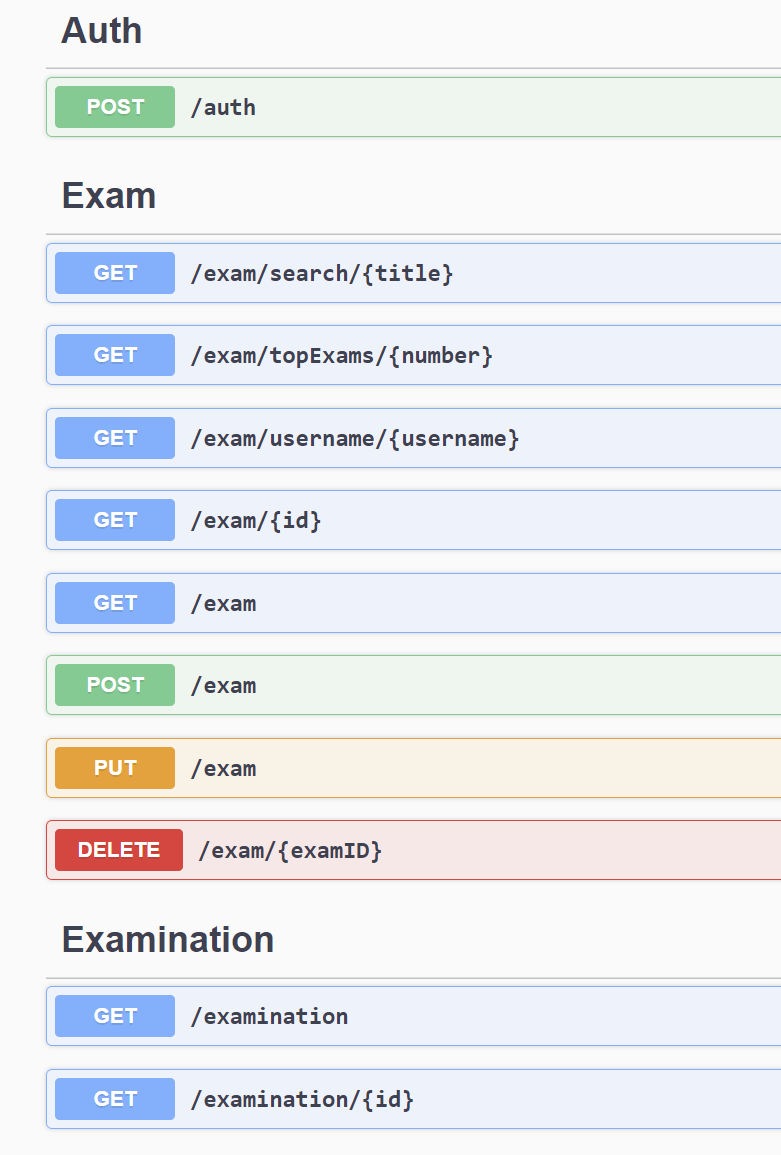 Auth
POST /auth
Exam
GET /exam/search/{title}
GET /exam/topExams/{number}
GET /exam/username/{username}
GET /exam/{id}
GET /exam
POST /exam
PUT /exam
DELETE /exam/{examID}
Examination
GET /examination
GET /examination/{id}